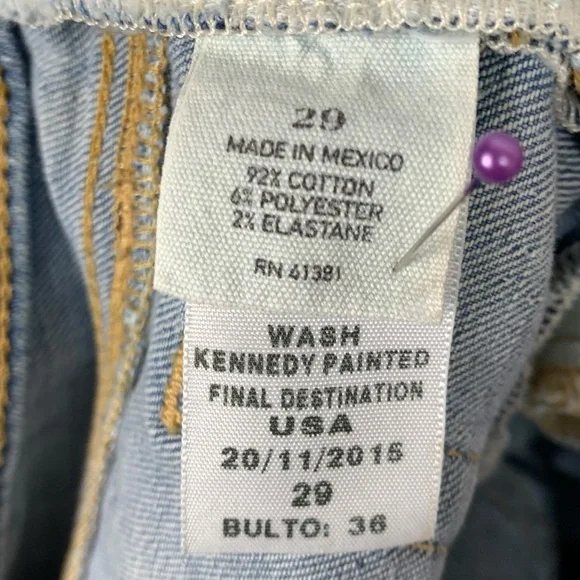 29
MADE IN MEXICO
92% COTTON
6% POLYESTER
2% ELASTANE
RN 41381
WASH
KENNEDY PAINTED
FINAL DESTINATION
USA
20/11/2015
29
BULTO: 36